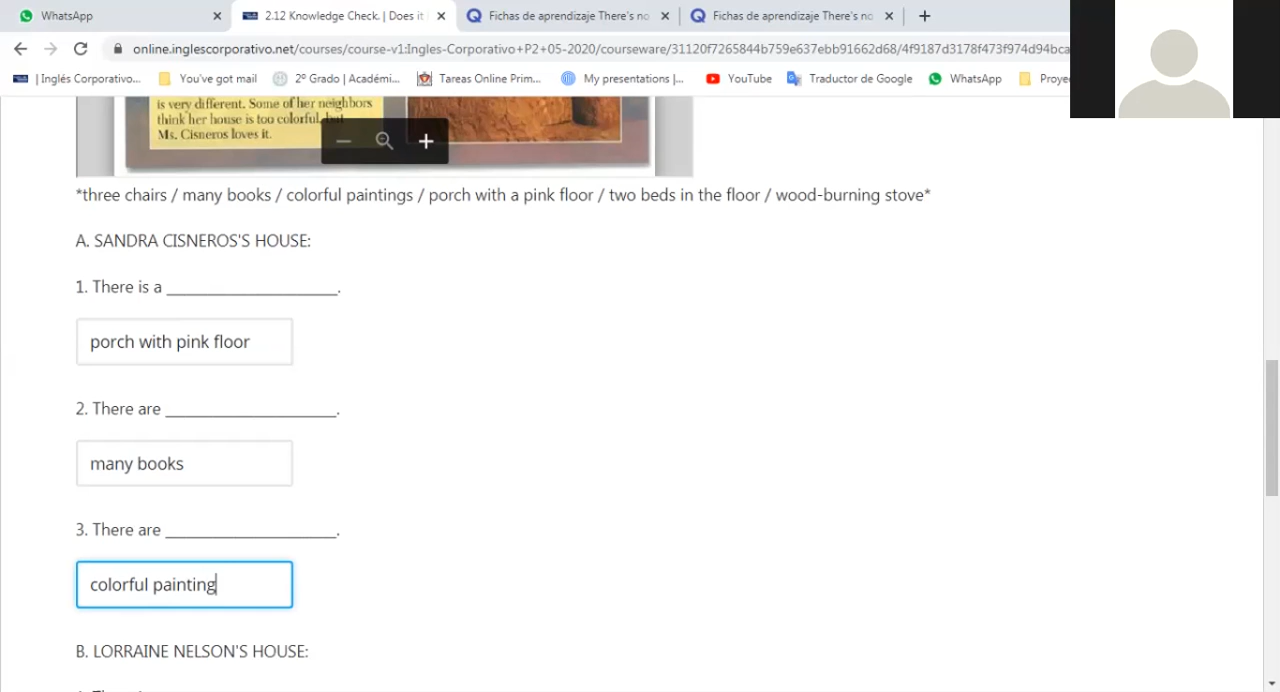 WhatsApp
2.12 Knowledge Check. | Does it
Fichas de aprendizaje There's no
Fichas de aprendizaje There's no
online.inglescorporativo.net/courses/course-v1:Ingles-Corporativo+P2+05-2020/courseware/31120f7265844b759e637ebb91662d68/4f9187d3178f473f974d94bca
| Inglés Corporativo...
You've got mail
2º Grado | Académi...
Tareas Online Prim...
My presentations |...
YouTube
Traductor de Google
WhatsApp
Proye
is very different. Some of her neighbors
think her house is too colorful, but
Ms. Cisneros loves it.
*three chairs / many books / colorful paintings / porch with a pink floor / two beds in the floor / wood-burning stove*
A. SANDRA CISNEROS'S HOUSE:
1. There is a ____________________.
porch with pink floor
2. There are ____________________.
many books
3. There are ____________________.
colorful painting
B. LORRAINE NELSON'S HOUSE: